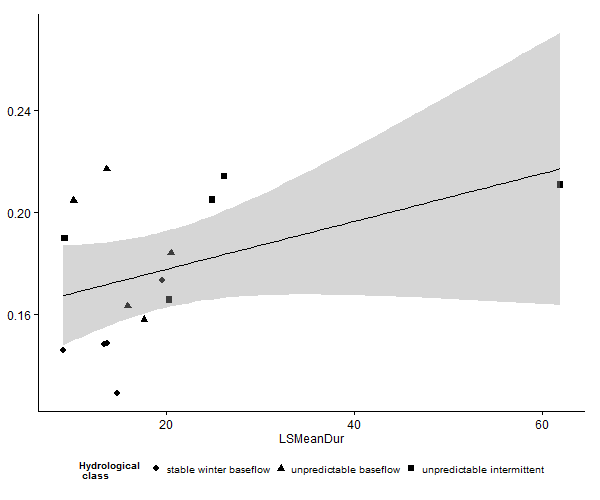 0.24
0.20
0.16
20 40 60
LSMeanDur
Hydrological
class
stable winter baseflow unpredictable baseflow unpredictable intermittent